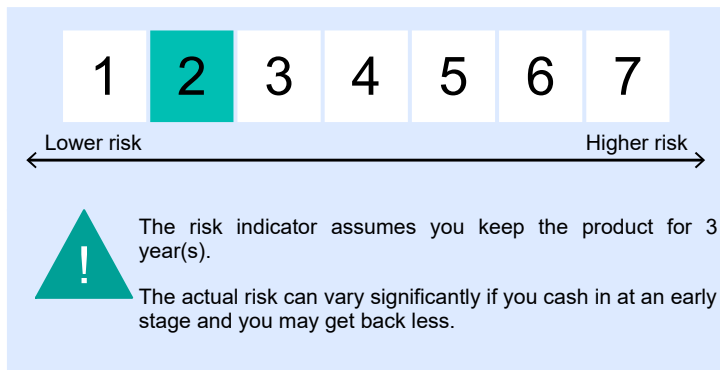 1 2 3 4 5 6 7
Lower risk Higher risk
The risk indicator assumes you keep the product for 3
year(s).
!
The actual risk can vary significantly if you cash in at an early
stage and you may get back less.